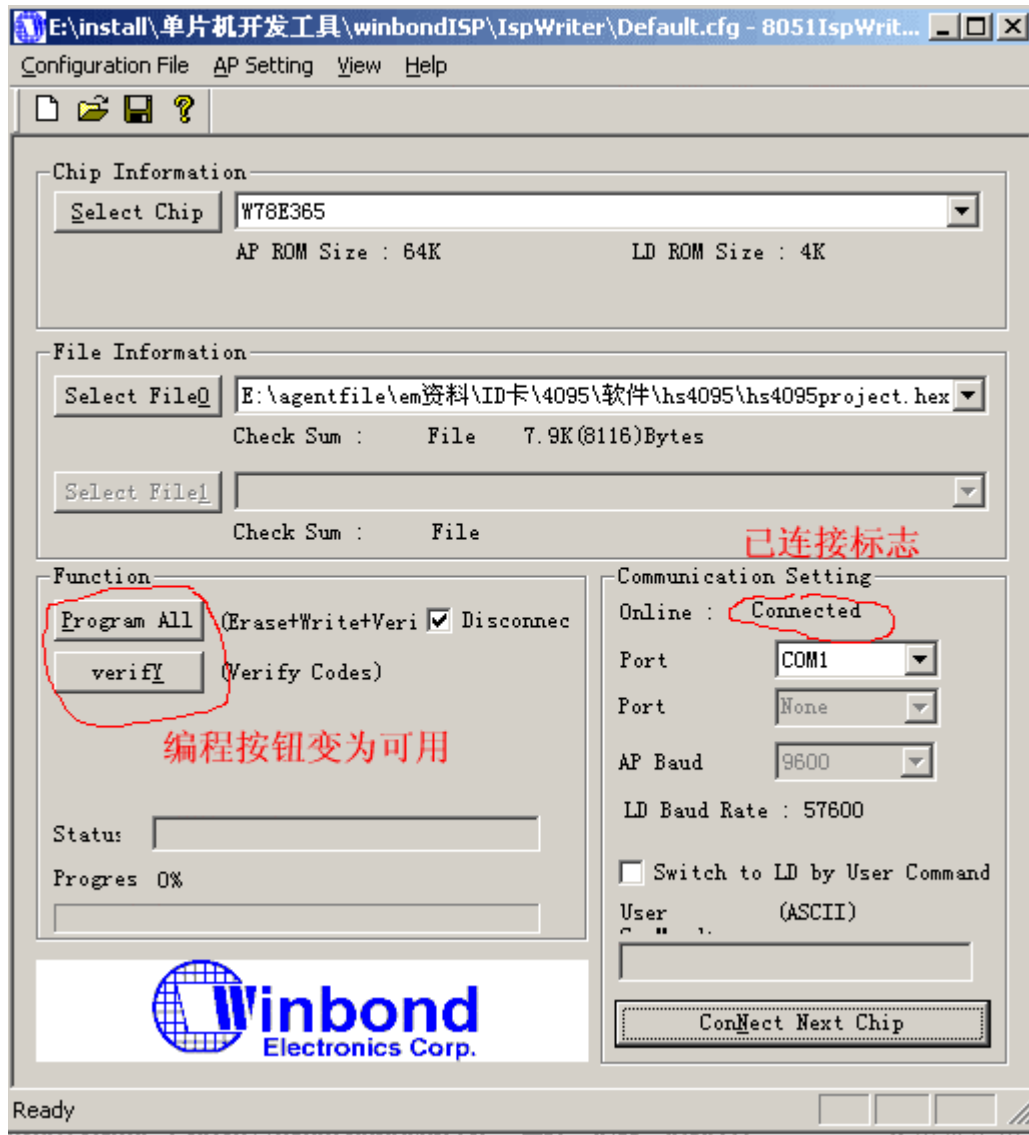 E:\install\单片机开发工具\winbondISP\IspWriter\Default.cfg - 8051IspWrit...
Configuration File AP Setting View Help
Chip Information
Select Chip W78E365
AP ROM Size : 64K LD ROM Size : 4K
File Information
Select File0 E:\agentfile\em资料\ID卡\4095\软件\hs4095\hs4095project.hex
Check Sum : File 7.9K(8116)Bytes
Select File1
Check Sum : File
已连接标志
Function
Program All (Erase+Write+Veri Disconnec
verifY (Verify Codes)
编程按钮变为可用
Status
Progres 0%
Communication Setting
Online : Connected
Port COM1
Port None
AP Baud 9600
LD Baud Rate : 57600
Switch to LD by User Command
User (ASCII)
ConNect Next Chip
Winbond
Electronics Corp.
Ready